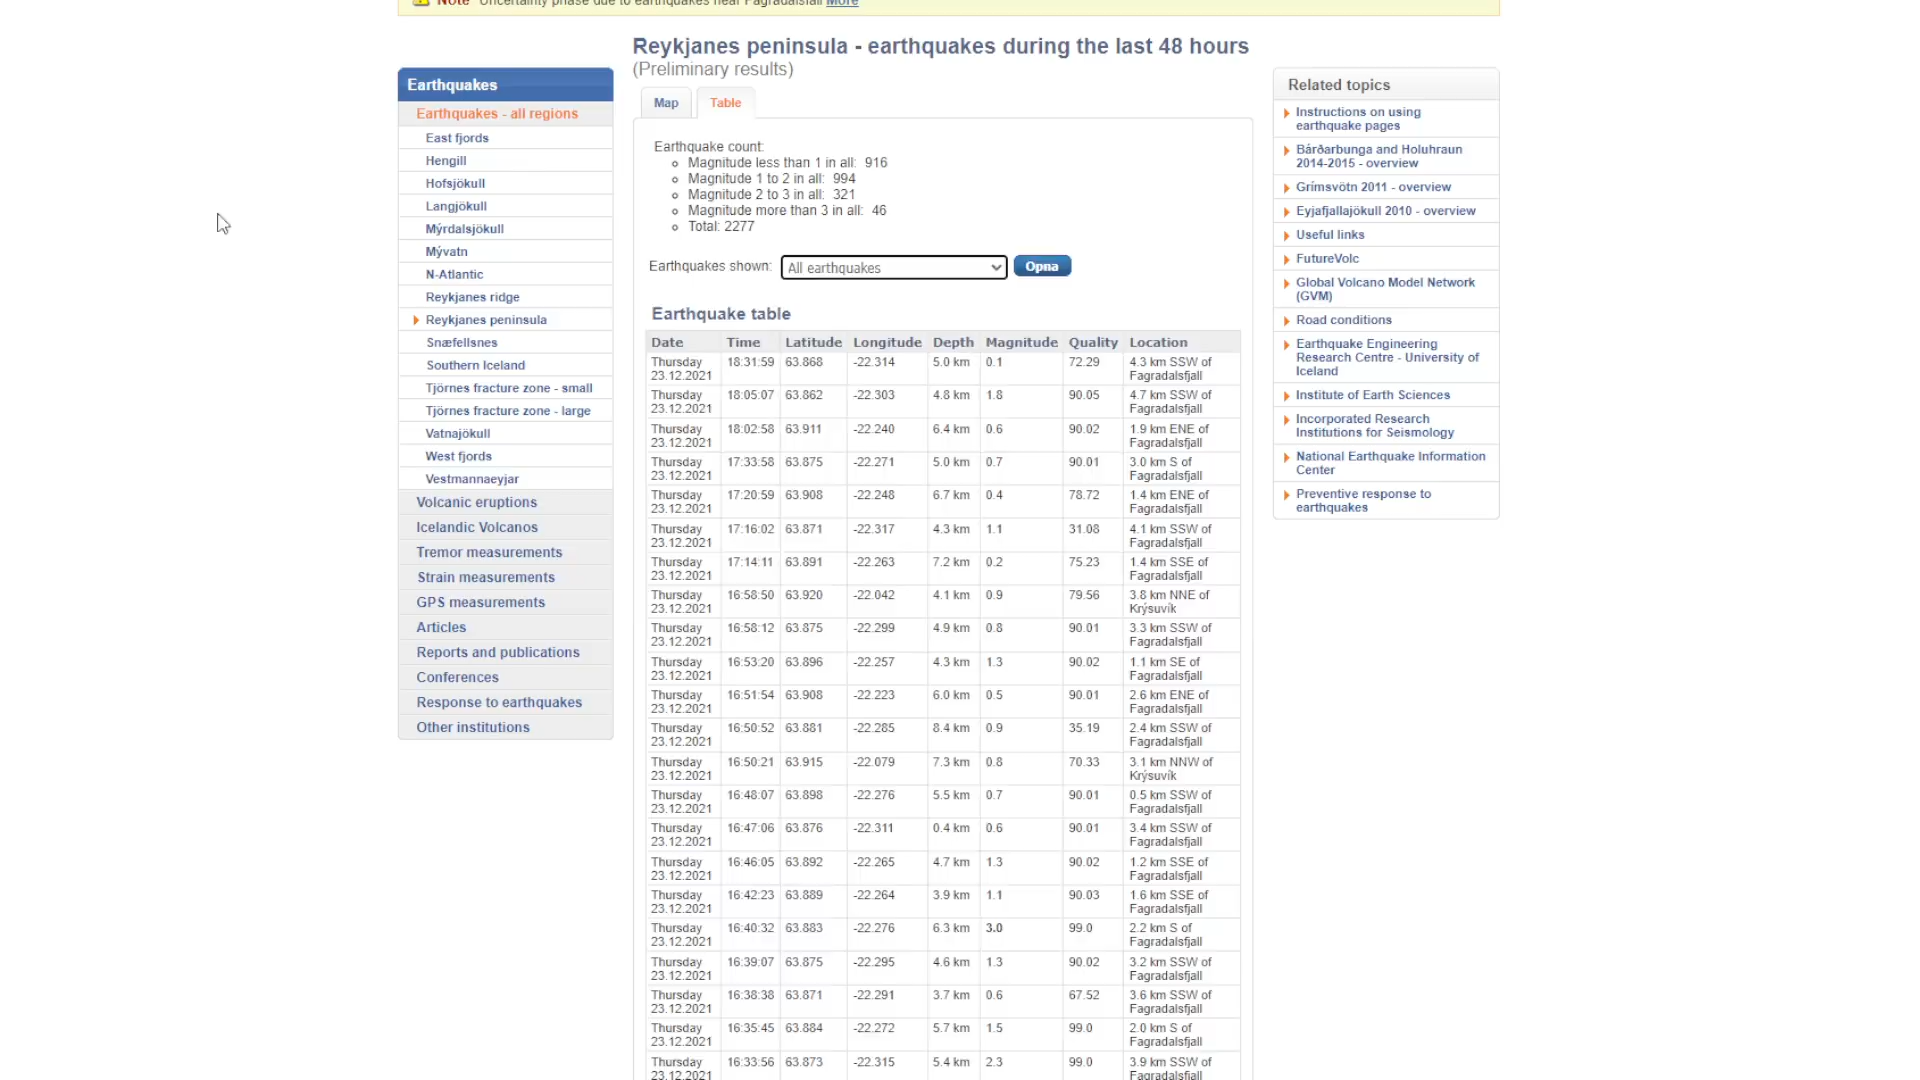 Note Uncertainty phase due to earthquakes near Fagradalsfall More
Reykjanes peninsula - earthquakes during the last 48 hours
(Preliminary results)
Earthquakes
Earthquakes - all regions
East fjords
Hengill
Hofsjökull
Langjökull
Mýrdalsjökull
Mývatn
N-Atlantic
Reykjanes ridge
Reykjanes peninsula
Snæfellsnes
Southern Iceland
Tjörnes fracture zone - small
Tjörnes fracture zone - large
Vatnajökull
West fjords
Vestmannaeyjar
Volcanic eruptions
Icelandic Volcanos
Tremor measurements
Strain measurements
GPS measurements
Articles
Reports and publications
Conferences
Response to earthquakes
Other institutions
Map Table
Earthquake count:
Magnitude less than 1 in all: 916
Magnitude 1 to 2 in all: 994
Magnitude 2 to 3 in all: 321
Magnitude more than 3 in all: 46
Total: 2277
Earthquakes shown: All earthquakes Opna
Earthquake table
Date Time Latitude Longitude Depth Magnitude Quality Location
Thursday 18:31:59 63.868 -22.314 5.0 km 0.1 72.29 4.3 km SSW of
23.12.2021 Fagradalsfjall
Thursday 18:05:07 63.862 -22.303 4.8 km 1.8 90.05 4.7 km SSW of
23.12.2021 Fagradalsfjall
Thursday 18:02:58 63.911 -22.240 6.4 km 0.6 90.02 1.9 km ENE of
23.12.2021 Fagradalsfjall
Thursday 17:33:58 63.875 -22.271 5.0 km 0.7 90.01 3.0 km S of
23.12.2021 Fagradalsfjall
Thursday 17:20:59 63.908 -22.248 6.7 km 0.4 78.72 1.4 km ENE of
23.12.2021 Fagradalsfjall
Thursday 17:16:02 63.871 -22.317 4.3 km 1.1 31.08 4.1 km SSW of
23.12.2021 Fagradalsfjall
Thursday 17:14:11 63.891 -22.263 7.2 km 0.2 75.23 1.4 km SSE of
23.12.2021 Fagradalsfjall
Thursday 16:58:50 63.920 -22.042 4.1 km 0.9 79.56 3.8 km NNE of
23.12.2021 Krýsuvík
Thursday 16:58:12 63.875 -22.299 4.9 km 0.8 90.01 3.3 km SSW of
23.12.2021 Fagradalsfjall
Thursday 16:53:20 63.896 -22.257 4.3 km 1.3 90.02 1.1 km SE of
23.12.2021 Fagradalsfjall
Thursday 16:51:54 63.908 -22.223 6.0 km 0.5 90.01 2.6 km ENE of
23.12.2021 Fagradalsfjall
Thursday 16:50:52 63.881 -22.285 8.4 km 0.9 35.19 2.4 km SSW of
23.12.2021 Fagradalsfjall
Thursday 16:50:21 63.915 -22.079 7.3 km 0.8 70.33 3.1 km NNW of
23.12.2021 Krýsuvík
Thursday 16:48:07 63.898 -22.276 5.5 km 0.7 90.01 0.5 km SSW of
23.12.2021 Fagradalsfjall
Thursday 16:47:06 63.876 -22.311 0.4 km 0.6 90.01 3.4 km SSW of
23.12.2021 Fagradalsfjall
Thursday 16:46:05 63.892 -22.265 4.7 km 1.3 90.02 1.2 km SSE of
23.12.2021 Fagradalsfjall
Thursday 16:42:23 63.889 -22.264 3.9 km 1.1 90.03 1.6 km SSE of
23.12.2021 Fagradalsfjall
Thursday 16:40:32 63.883 -22.276 6.3 km 3.0 99.0 2.2 km S of
23.12.2021 Fagradalsfjall
Thursday 16:39:07 63.875 -22.295 4.6 km 1.3 90.02 3.2 km SSW of
23.12.2021 Fagradalsfjall
Thursday 16:38:38 63.871 -22.291 3.7 km 0.6 67.52 3.6 km SSW of
23.12.2021 Fagradalsfjall
Thursday 16:35:45 63.884 -22.272 5.7 km 1.5 99.0 2.0 km S of
23.12.2021 Fagradalsfjall
Thursday 16:33:56 63.873 -22.315 5.4 km 2.3 99.0 3.9 km SSW of
23.12.2021 Fagradalsfjall
Related topics
Instructions on using
earthquake pages
Bárðarbunga and Holuhraun
2014-2015 - overview
Grímsvötn 2011 - overview
Eyjafjallajökull 2010 - overview
Useful links
FutureVolc
Global Volcano Model Network
(GVM)
Road conditions
Earthquake Engineering
Research Centre - University of
Iceland
Institute of Earth Sciences
Incorporated Research
Institutions for Seismology
National Earthquake Information
Center
Preventive response to
earthquakes